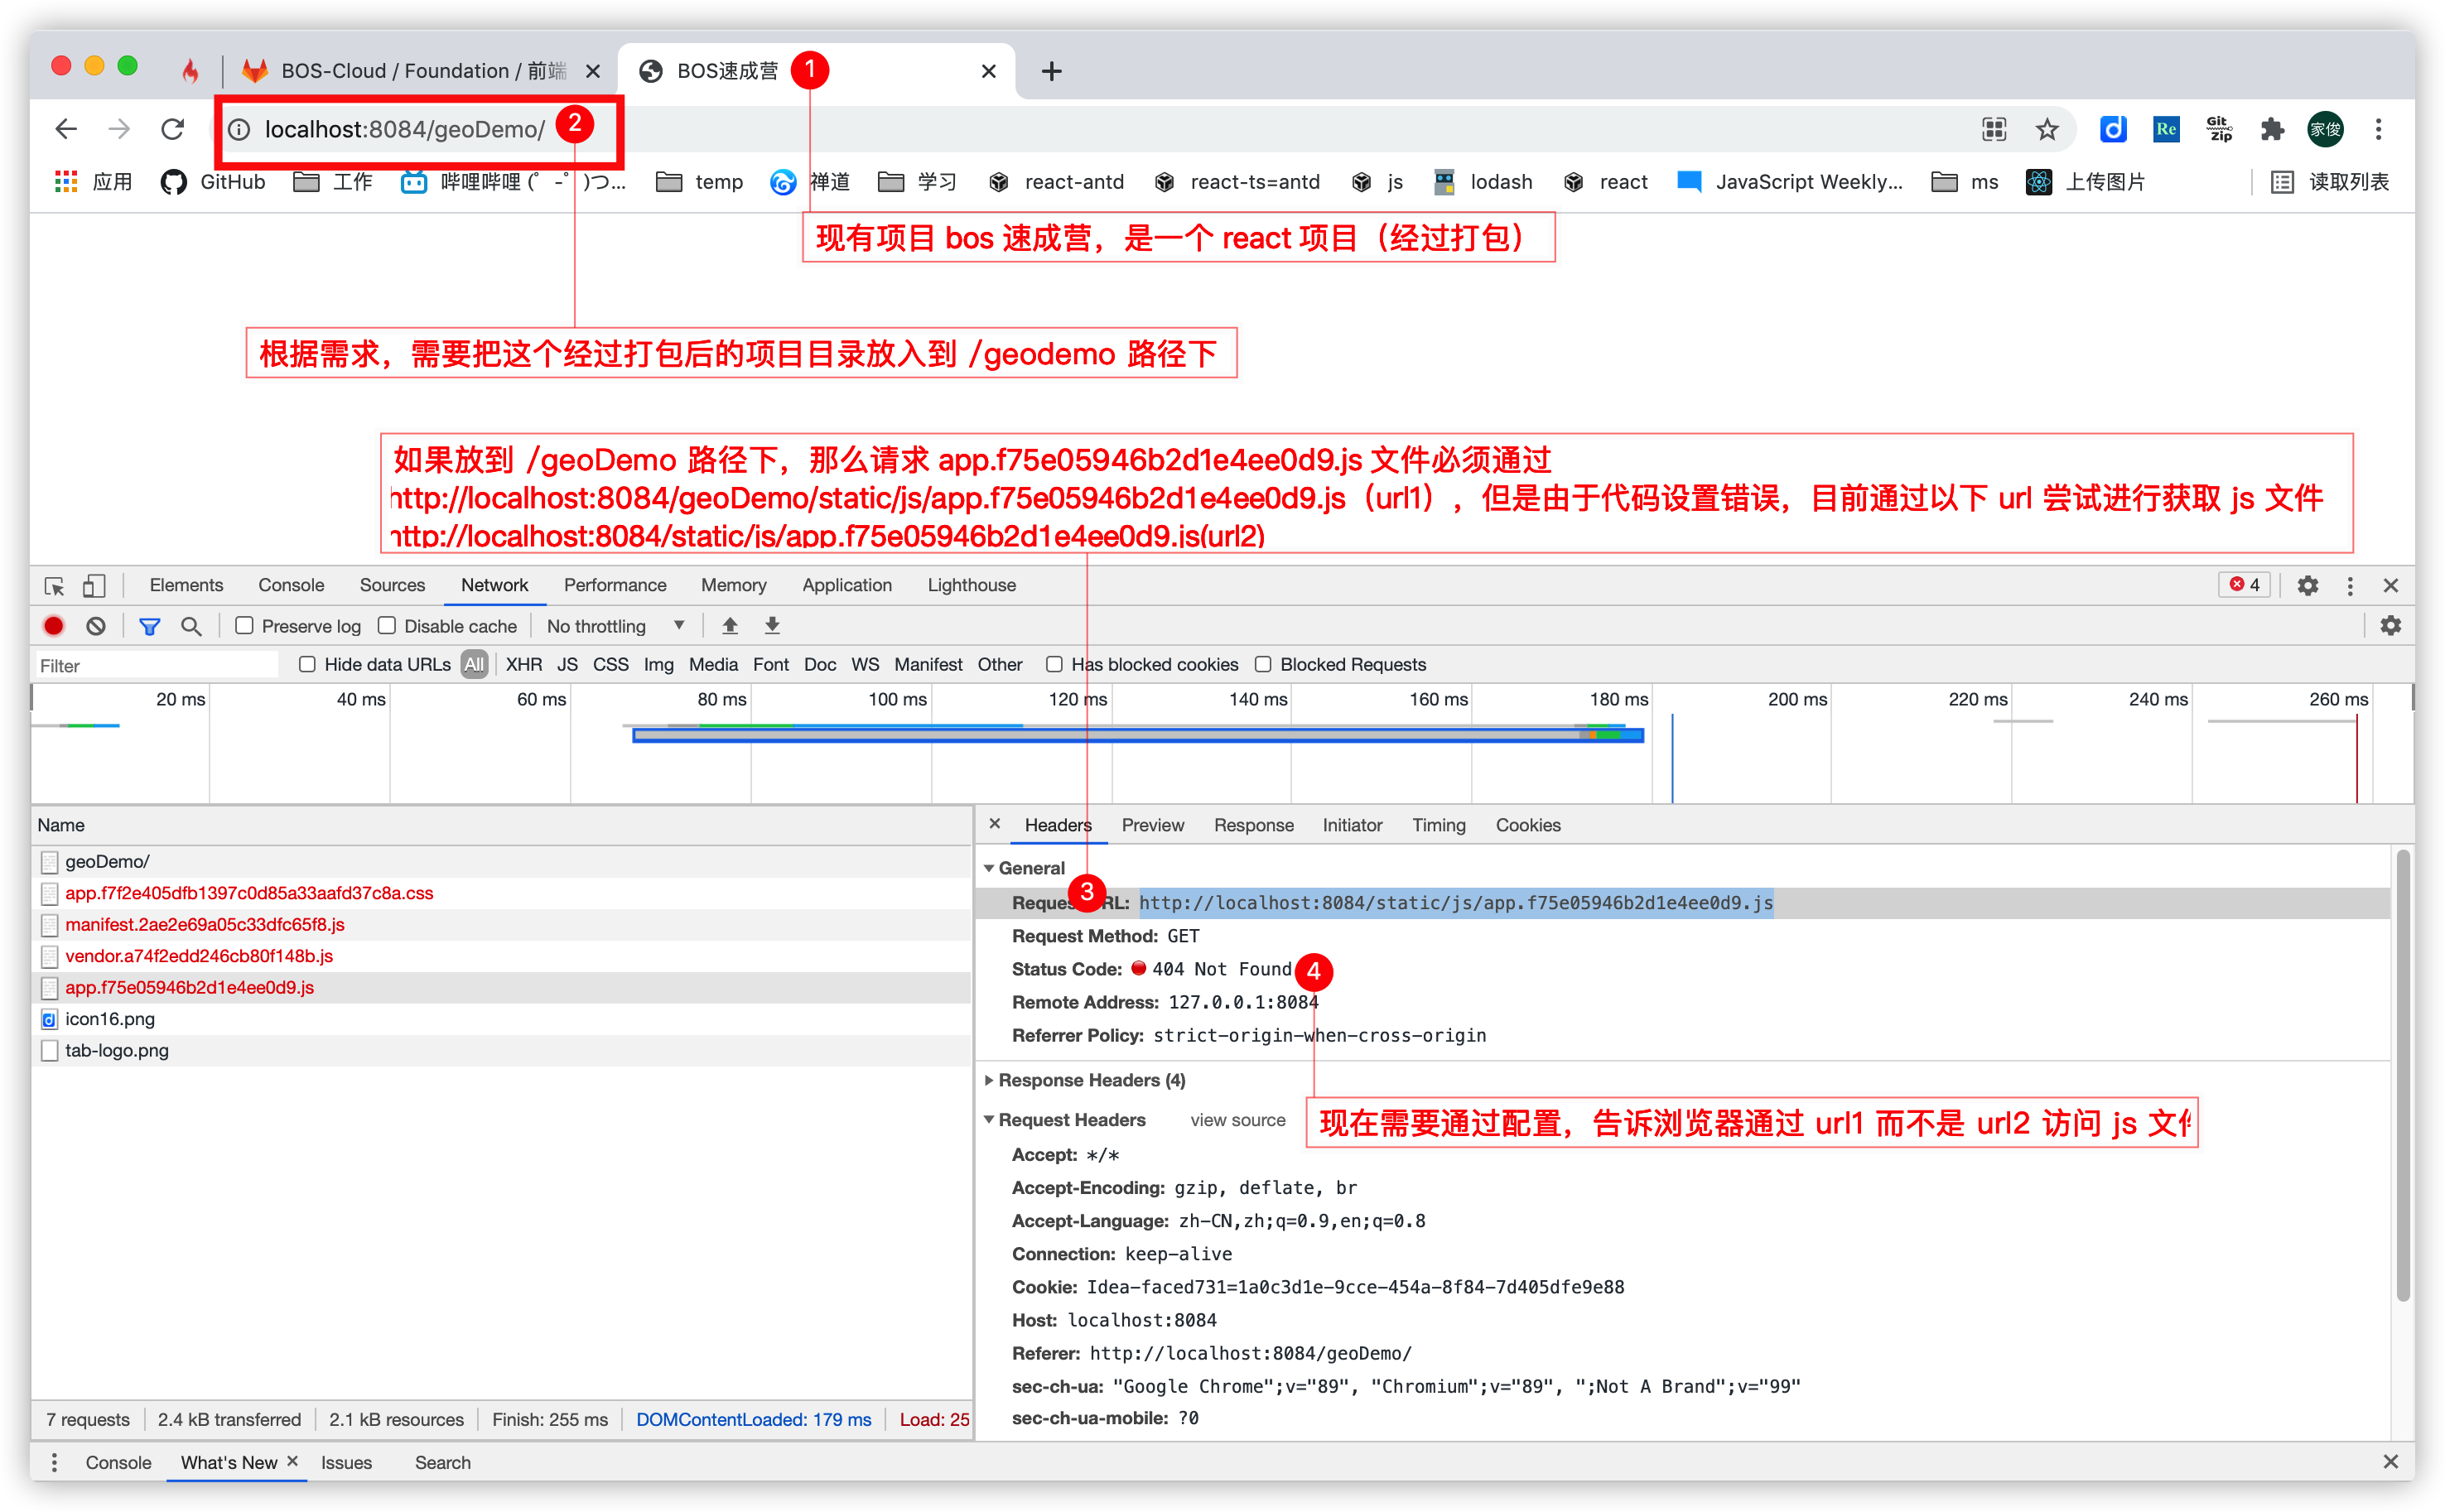 BOS-Cloud / Foundation / 前端
BOS速成营
1
localhost:8084/geoDemo/
2
Git Zip
Re
家俊
应用
GitHub
工作
哔哩哔哩 (゜-゜)つ...
temp
禅道
学习
react-antd
react-ts=antd
js
lodash
react
JavaScript Weekly...
ms
上传图片
读取列表
现有项目 bos 速成营，是一个 react 项目（经过打包）
根据需求，需要把这个经过打包后的项目目录放入到 /geodemo 路径下
如果放到 /geoDemo 路径下，那么请求 app.f75e05946b2d1e4ee0d9.js 文件必须通过
http://localhost:8084/geoDemo/static/js/app.f75e05946b2d1e4ee0d9.js（url1），但是由于代码设置错误，目前通过以下 url 尝试进行获取 js 文件
http://localhost:8084/static/js/app.f75e05946b2d1e4ee0d9.js(url2)
Elements Console Sources Network Performance Memory Application Lighthouse 4
Preserve log Disable cache No throttling
Filter Hide data URLs All XHR JS CSS Img Media Font Doc WS Manifest Other Has blocked cookies Blocked Requests
20 ms 40 ms 60 ms 80 ms 100 ms 120 ms 140 ms 160 ms 180 ms 200 ms 220 ms 240 ms 260 ms
Name
geoDemo/
app.f7f2e405dfb1397c0d85a33aafd37c8a.css
manifest.2ae2e69a05c33dfc65f8.js
vendor.a74f2edd246cb80f148b.js
app.f75e05946b2d1e4ee0d9.js
icon16.png
tab-logo.png
Headers Preview Response Initiator Timing Cookies
General
3
Request URL: http://localhost:8084/static/js/app.f75e05946b2d1e4ee0d9.js
Request Method: GET
Status Code: 404 Not Found
4
Remote Address: 127.0.0.1:8084
Referrer Policy: strict-origin-when-cross-origin
Response Headers (4)
Request Headers view source
现在需要通过配置，告诉浏览器通过 url1 而不是 url2 访问 js 文件
Accept: */*
Accept-Encoding: gzip, deflate, br
Accept-Language: zh-CN,zh;q=0.9,en;q=0.8
Connection: keep-alive
Cookie: Idea-faced731=1a0c3d1e-9cce-454a-8f84-7d405dfe9e88
Host: localhost:8084
Referer: http://localhost:8084/geoDemo/
sec-ch-ua: "Google Chrome";v="89", "Chromium";v="89", ";Not A Brand";v="99"
sec-ch-ua-mobile: ?0
7 requests 2.4 kB transferred 2.1 kB resources Finish: 255 ms DOMContentLoaded: 179 ms Load: 25
Console What's New Issues Search